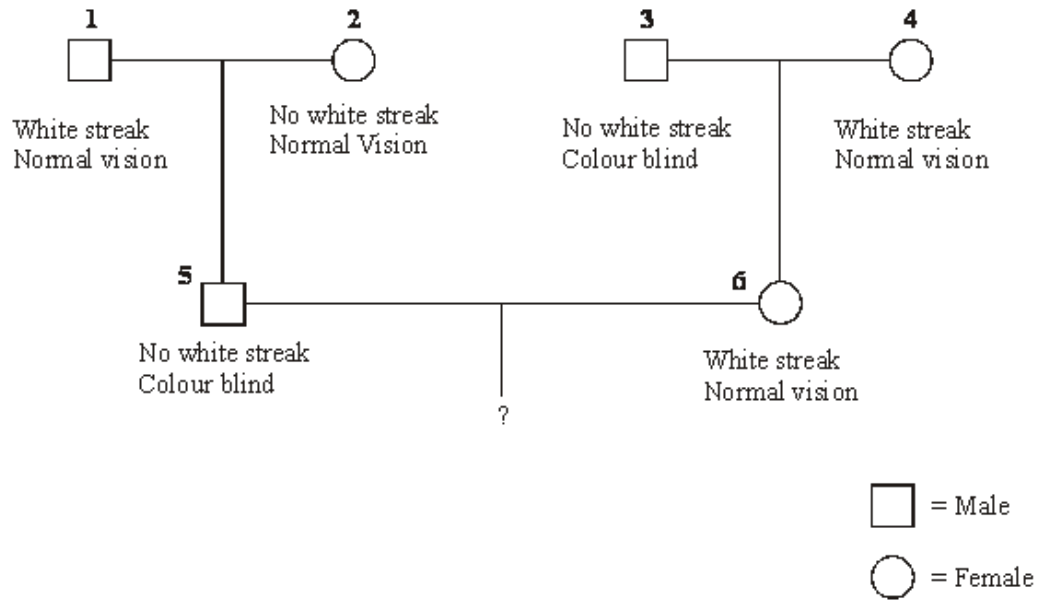 1
2
3
4
White streak
Normal vision
No white streak
Normal Vision
No white streak
Colour blind
White streak
Normal vision
5
6
No white streak
Colour blind
White streak
Normal vision
?
= Male
= Female